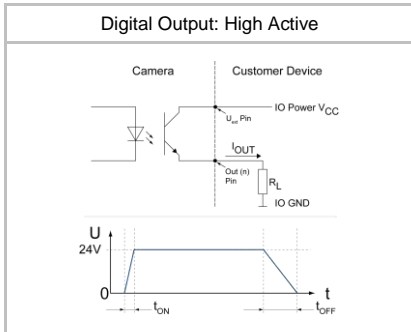 Digital Output: High Active
Camera
Customer Device
IO Power VCC
Uext Pin
IOUT
Out (n)
Pin
RL
IO GND
U
24V
0
t
tON
tOFF